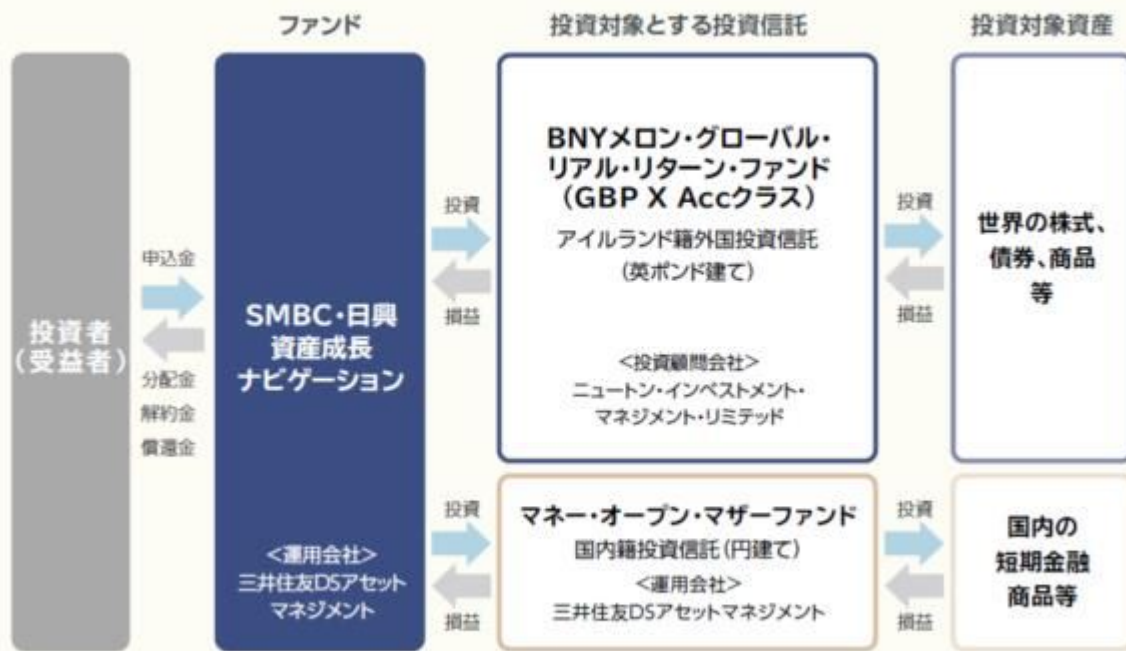 ファンド
投資対象とする投資信託
投資対象資産
投資者
(受益者)
申込金
分配金
解約金
償還金
SMBC・日興
資産成長
ナビゲーション
<運用会社>
三井住友DSアセット
マネジメント
投資
損益
BNYメロン・グローバル・
リアル・リターン・ファンド
(GBP X Accクラス)
アイルランド籍外国投資信託
(英ポンド建て)
<投資顧問会社>
ニュートン・インベストメント・
マネジメント・リミテッド
投資
損益
世界の株式、
債券、商品
等
投資
損益
マネー・オープン・マザーファンド
国内籍投資信託(円建て)
<運用会社>
三井住友DSアセットマネジメント
投資
損益
国内の
短期金融
商品等